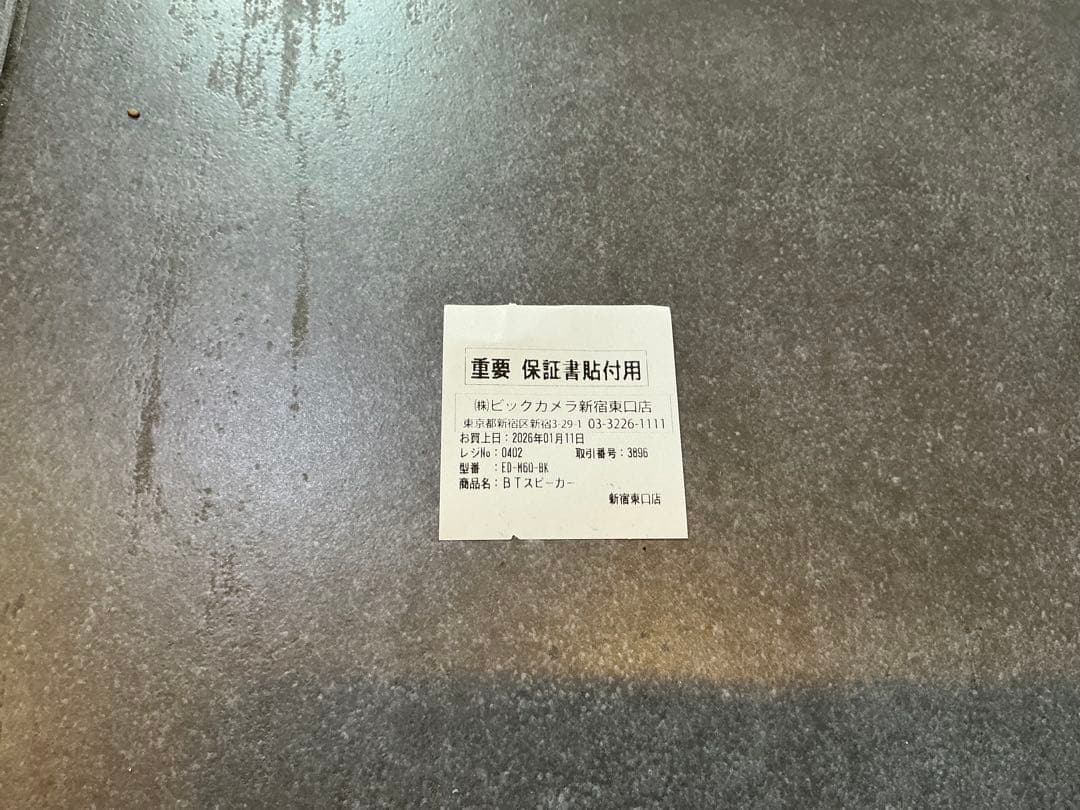 重要 保証書貼付用
㈱ビックカメラ新宿東口店
東京都新宿区新宿3-29-1 03-3226-1111
お買上日：2026年01月11日
レジNo：0402 取引番号：3896
型番 ：ED-M60-BK
商品名：ＢＴスピーカー
新宿東口店